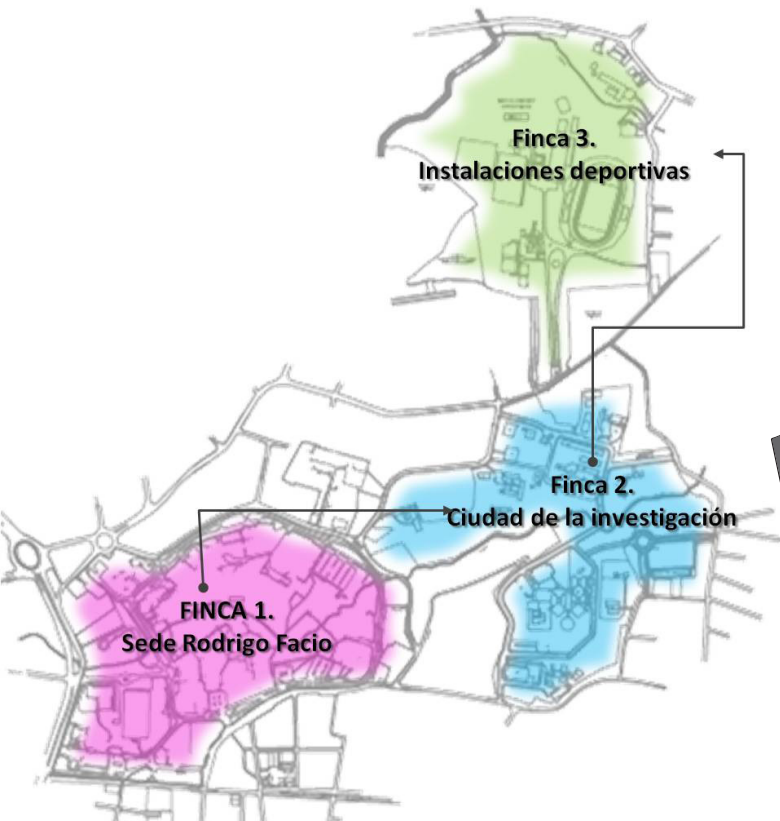 Finca 3.
Instalaciones deportivas
Finca 2.
Ciudad de la investigación
FINCA 1.
Sede Rodrigo Facio